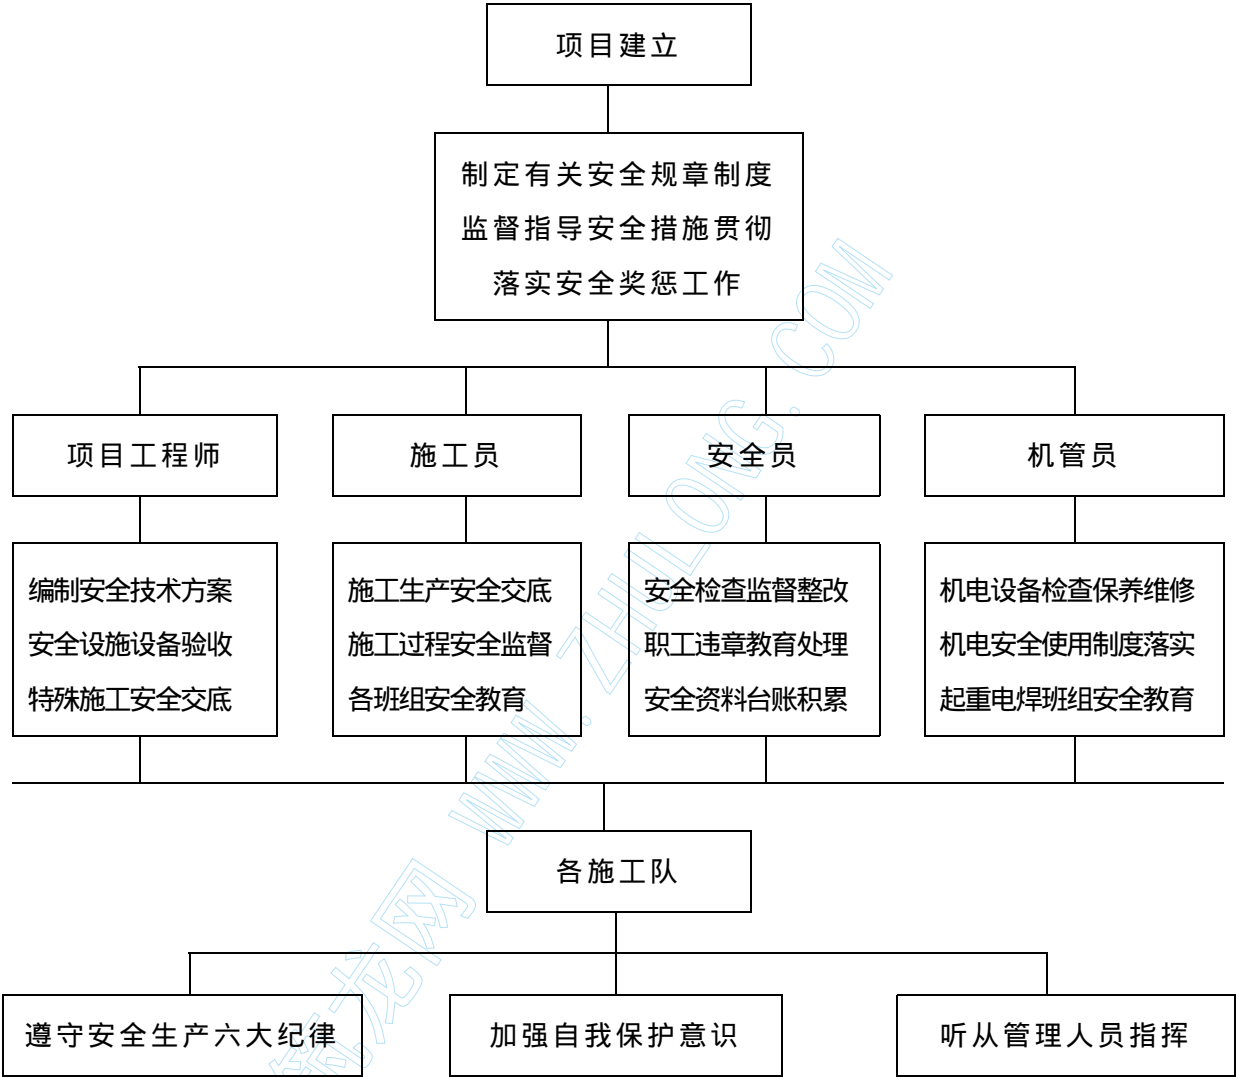 项目建立
制定有关安全规章制度
监督指导安全措施贯彻
落实安全奖惩工作
项目工程师
施工员
安全员
机管员
编制安全技术方案
安全设施设备验收
特殊施工安全交底
施工生产安全交底
施工过程安全监督
各班组安全教育
安全检查监督整改
职工违章教育处理
安全资料台账积累
机电设备检查保养维修
机电安全使用制度落实
起重电焊班组安全教育
各施工队
遵守安全生产六大纪律
加强自我保护意识
听从管理人员指挥
龙网 WWW.ZHULONG.COM